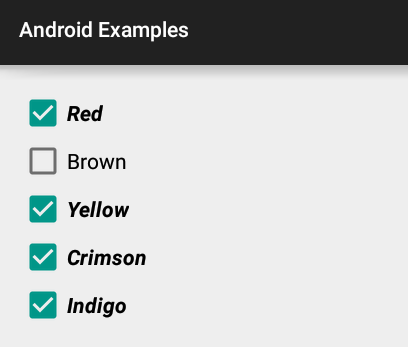 Android Examples
Red
Brown
Yellow
Crimson
Indigo